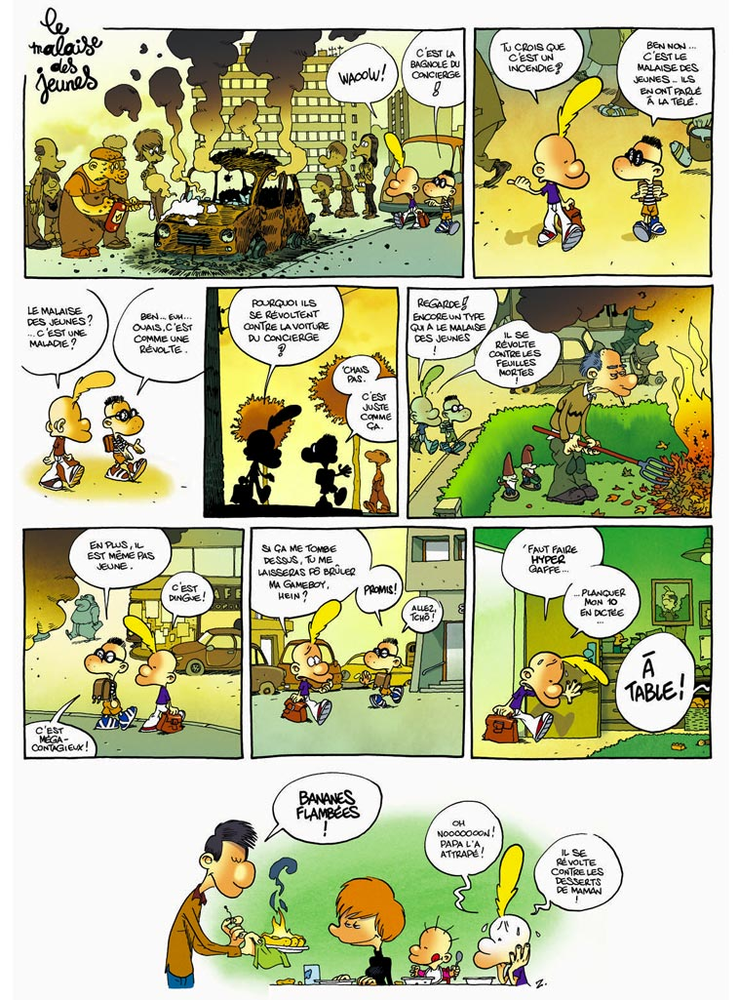 le
malaise
des
jeunes
WAOOW!
C'EST LA
BAGNOLE DU
CONCIERGE
!
TU CROIS QUE
C'EST UN
INCENDIE?
BEN NON...
C'EST LE
MALAISE DES
JEUNES... ILS
EN ONT PARLÉ
À LA TÉLÉ.
LE MALAISE
DES JEUNES?
...C'EST UNE
MALADIE?
BEN... EUH...
OUAIS, C'EST
COMME UNE
RÉVOLTE.
POURQUOI ILS
SE RÉVOLTENT
CONTRE LA VOITURE
DU CONCIERGE
?
'CHAIS
PAS.
C'EST
JUSTE
COMME
ÇA.
REGARDE!
ENCORE UN TYPE
QUI A LE MALAISE
DES JEUNES
!
IL SE
RÉVOLTE
CONTRE LES
FEUILLES
MORTES!
EN PLUS, IL
EST MÊME PAS
JEUNE.
C'EST
DINGUE!
C'EST
MÉGA-
CONTAGIEUX!
SI ÇA ME TOMBE
DESSUS, TU ME
LAISSERAS PÔ BRÛLER
MA GAMEBOY,
HEIN?
PROMIS!
ALLEZ,
TCHÔ!
'FAUT FAIRE
HYPER
GAFFE...
...PLANQUER
MON 10
EN DICTÉE
...
À
TABLE!
BANANES
FLAMBÉES
!
OH
NOOOOOOON!
PAPA L'A
ATTRAPÉ!
IL SE
RÉVOLTE
CONTRE LES
DESSERTS
DE MAMAN
!
Z.